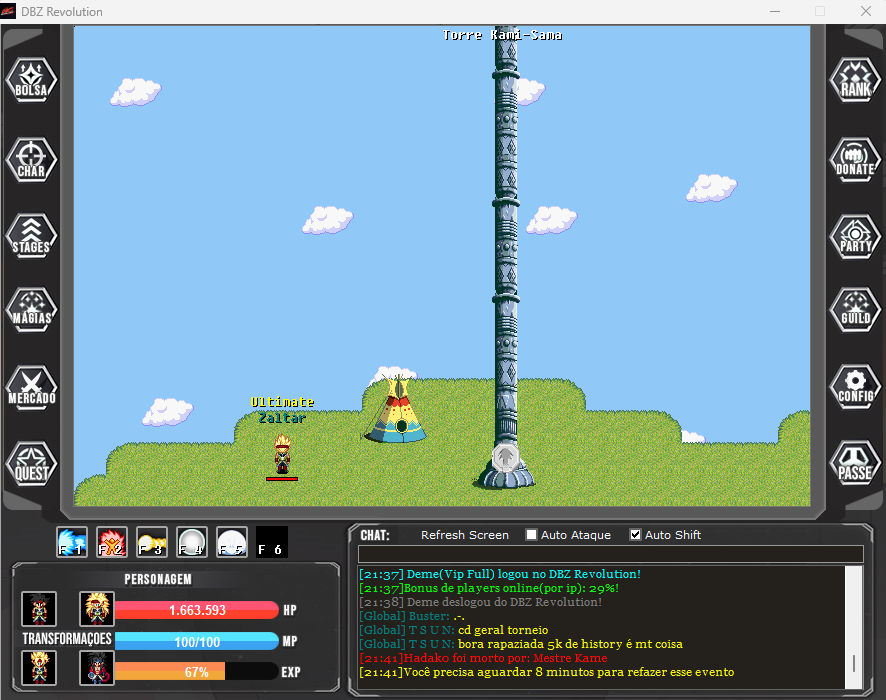 DBZ Revolution
Torre Kami-Sama
BOLSA
CHAR
STAGES
MAGIAS
MERCADO
QUEST
RANK
DONATE
PARTY
GUILD
CONFIG
PASSE
Ultimate
Zaltar
F 1
F 2
F 3
F 4
F 5
F 6
PERSONAGEM
1.663.593 HP
TRANSFORMAÇOES
100/100 MP
67% EXP
CHAT:
Refresh Screen
Auto Ataque
Auto Shift
[21:37] Deme(Vip Full) logou no DBZ Revolution!
[21:37]Bonus de players online(por ip): 29%!
[21:38] Deme deslogou do DBZ Revolution!
[Global] Buster: .-.
[Global] T S U N: cd geral torneio
[Global] T S U N: bora rapaziada 5k de history é mt coisa
[21:41]Hadako foi morto por: Mestre Kame
[21:41]Você precisa aguardar 8 minutos para refazer esse evento